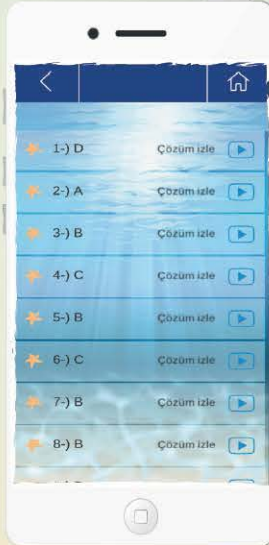 1-) D Çözüm izle
2-) A Çözüm izle
3-) B Çözüm izle
4-) C Çözüm izle
5-) B Çözüm izle
6-) C Çözüm izle
7-) B Çözüm izle
8-) B Çözüm izle